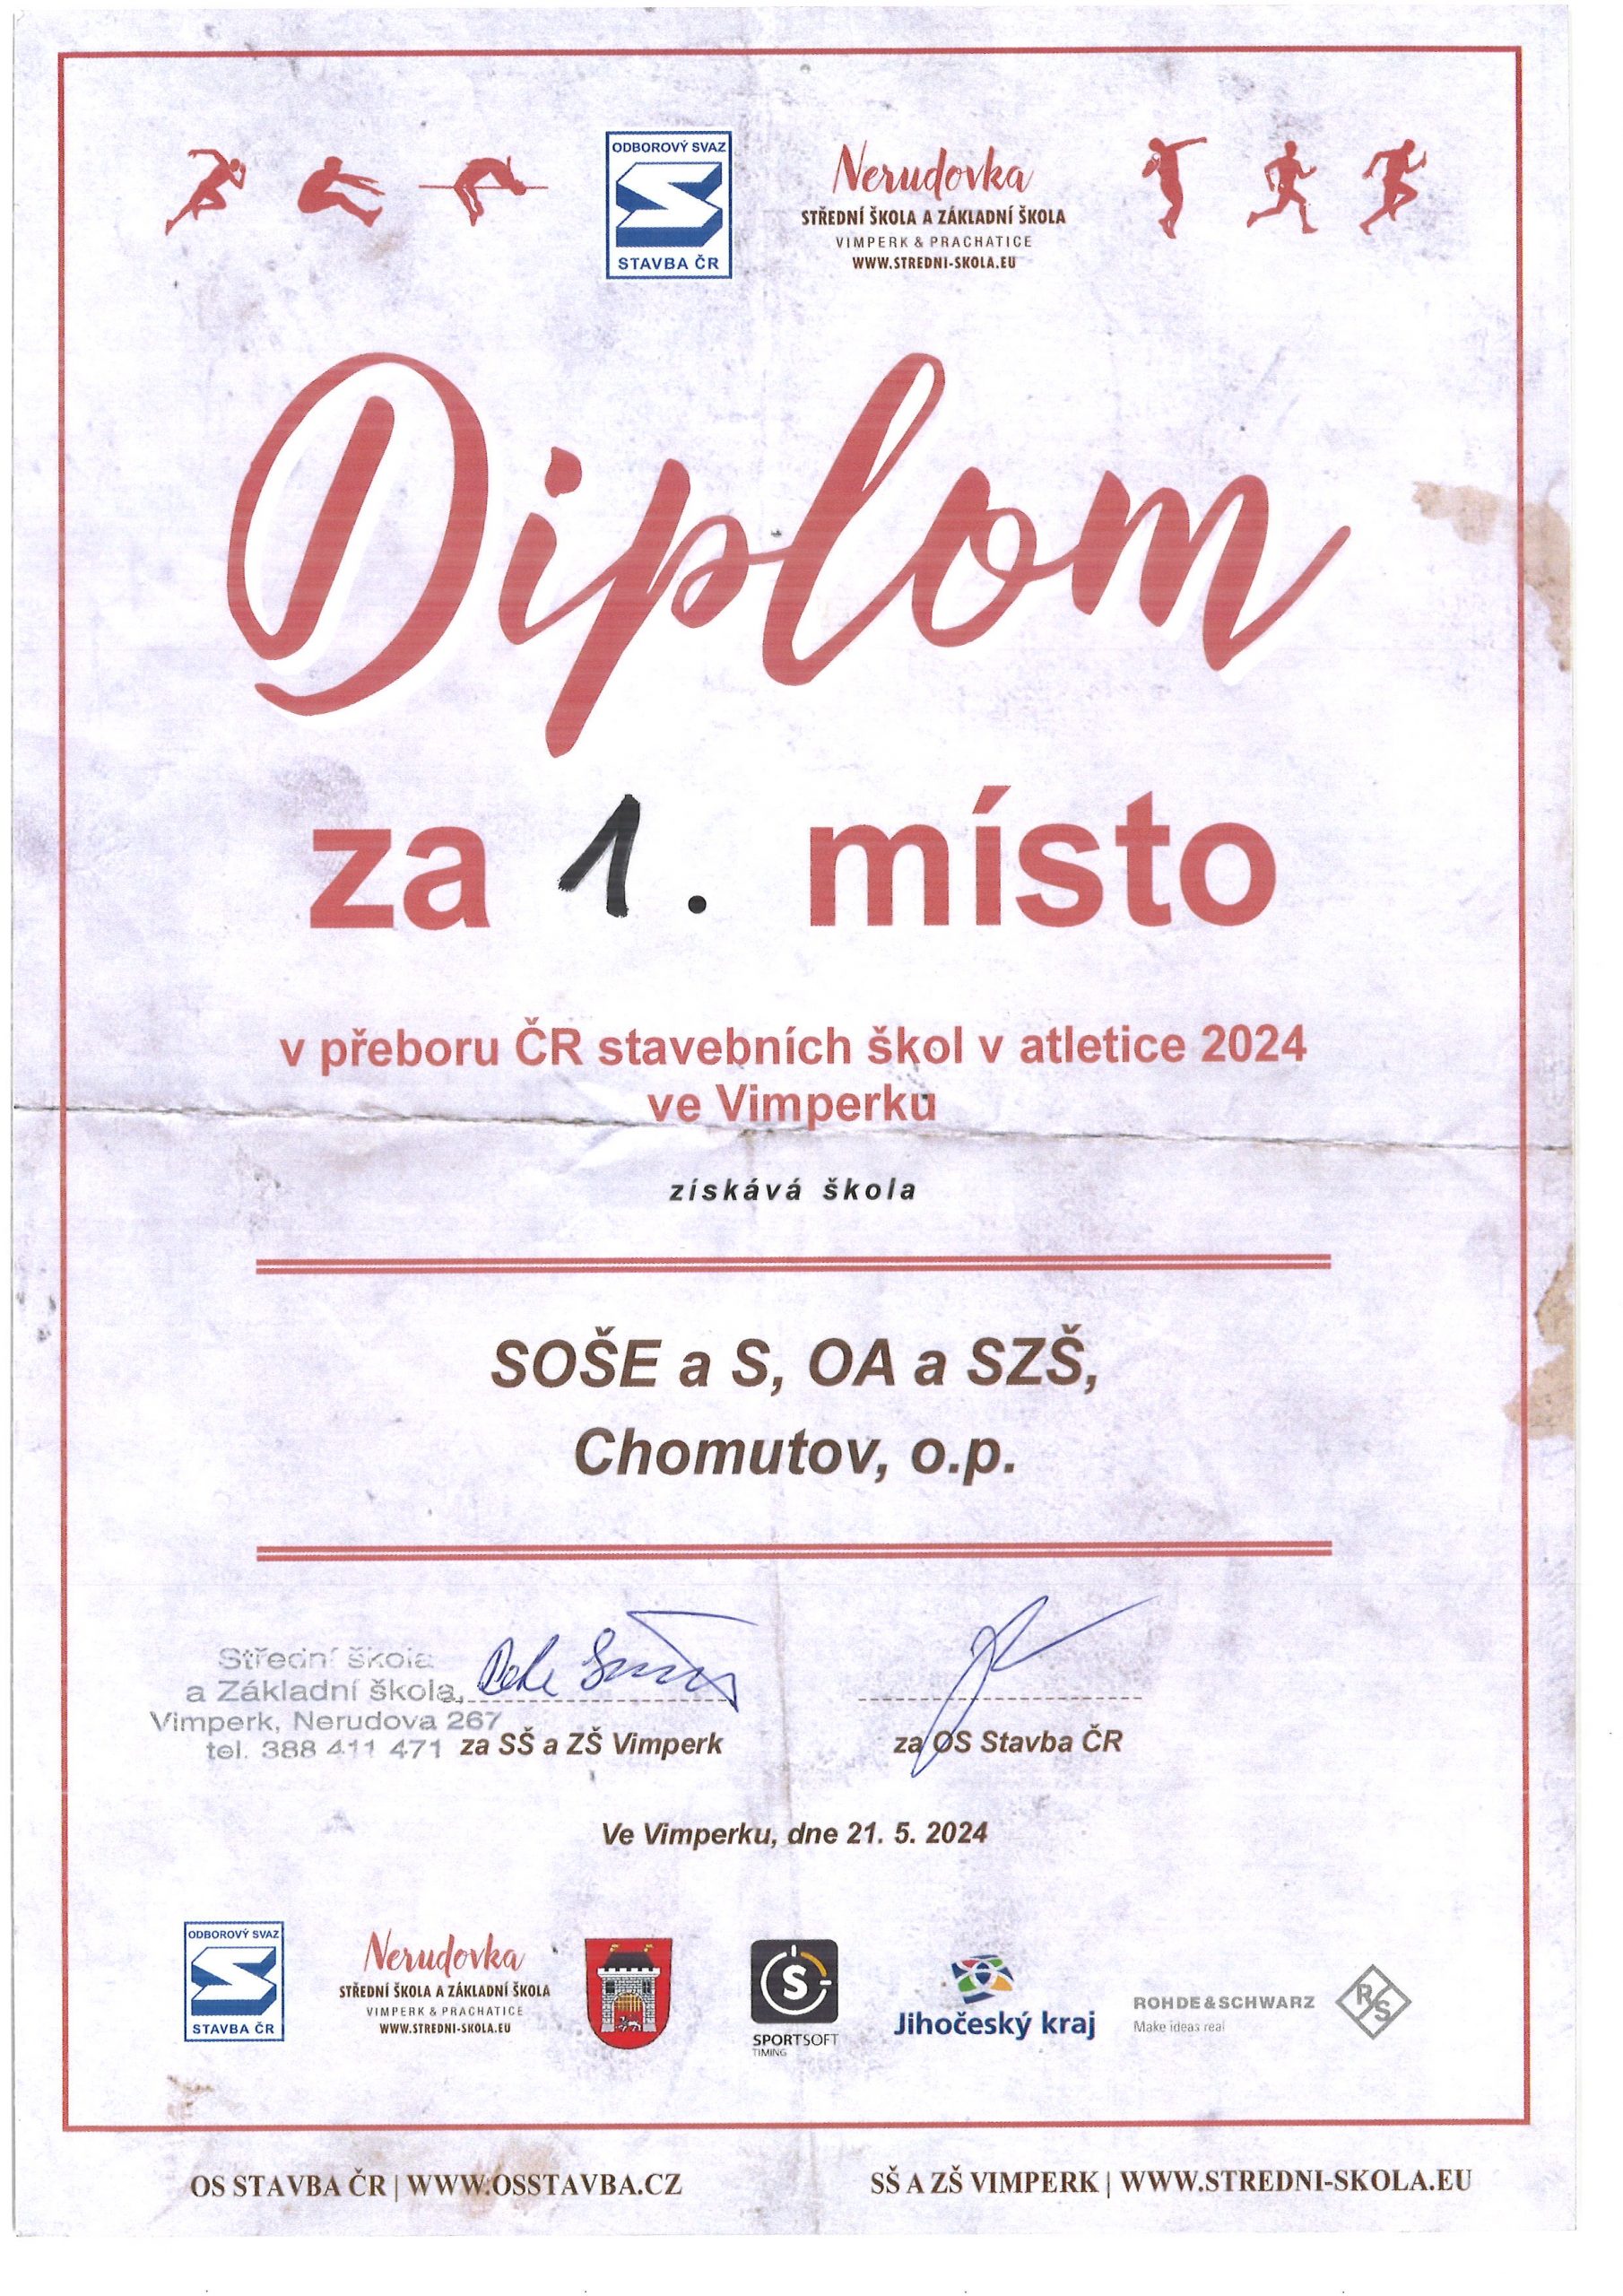 ODBOROVÝ SVAZ
STAVBA ČR
Nerudovka
STŘEDNÍ ŠKOLA A ZÁKLADNÍ ŠKOLA
VIMPERK & PRACHATICE
WWW.STREDNI-SKOLA.EU
Diplom
za 1. místo
v přeboru ČR stavebních škol v atletice 2024
ve Vimperku
získává škola
SOŠE a S, OA a SZŠ,
Chomutov, o.p.
Střední škola
a Základní škola,
Vimperk, Nerudova 267
tel. 388 411 471
za SŠ a ZŠ Vimperk
za OS Stavba ČR
Ve Vimperku, dne 21. 5. 2024
ODBOROVÝ SVAZ
STAVBA ČR
Nerudovka
STŘEDNÍ ŠKOLA A ZÁKLADNÍ ŠKOLA
VIMPERK & PRACHATICE
WWW.STREDNI-SKOLA.EU
S
SPORTSOFT
TIMING
Jihočeský kraj
ROHDE&SCHWARZ
Make ideas real
R/S
OS STAVBA ČR | WWW.OSSTAVBA.CZ
SŠ A ZŠ VIMPERK | WWW.STREDNI-SKOLA.EU